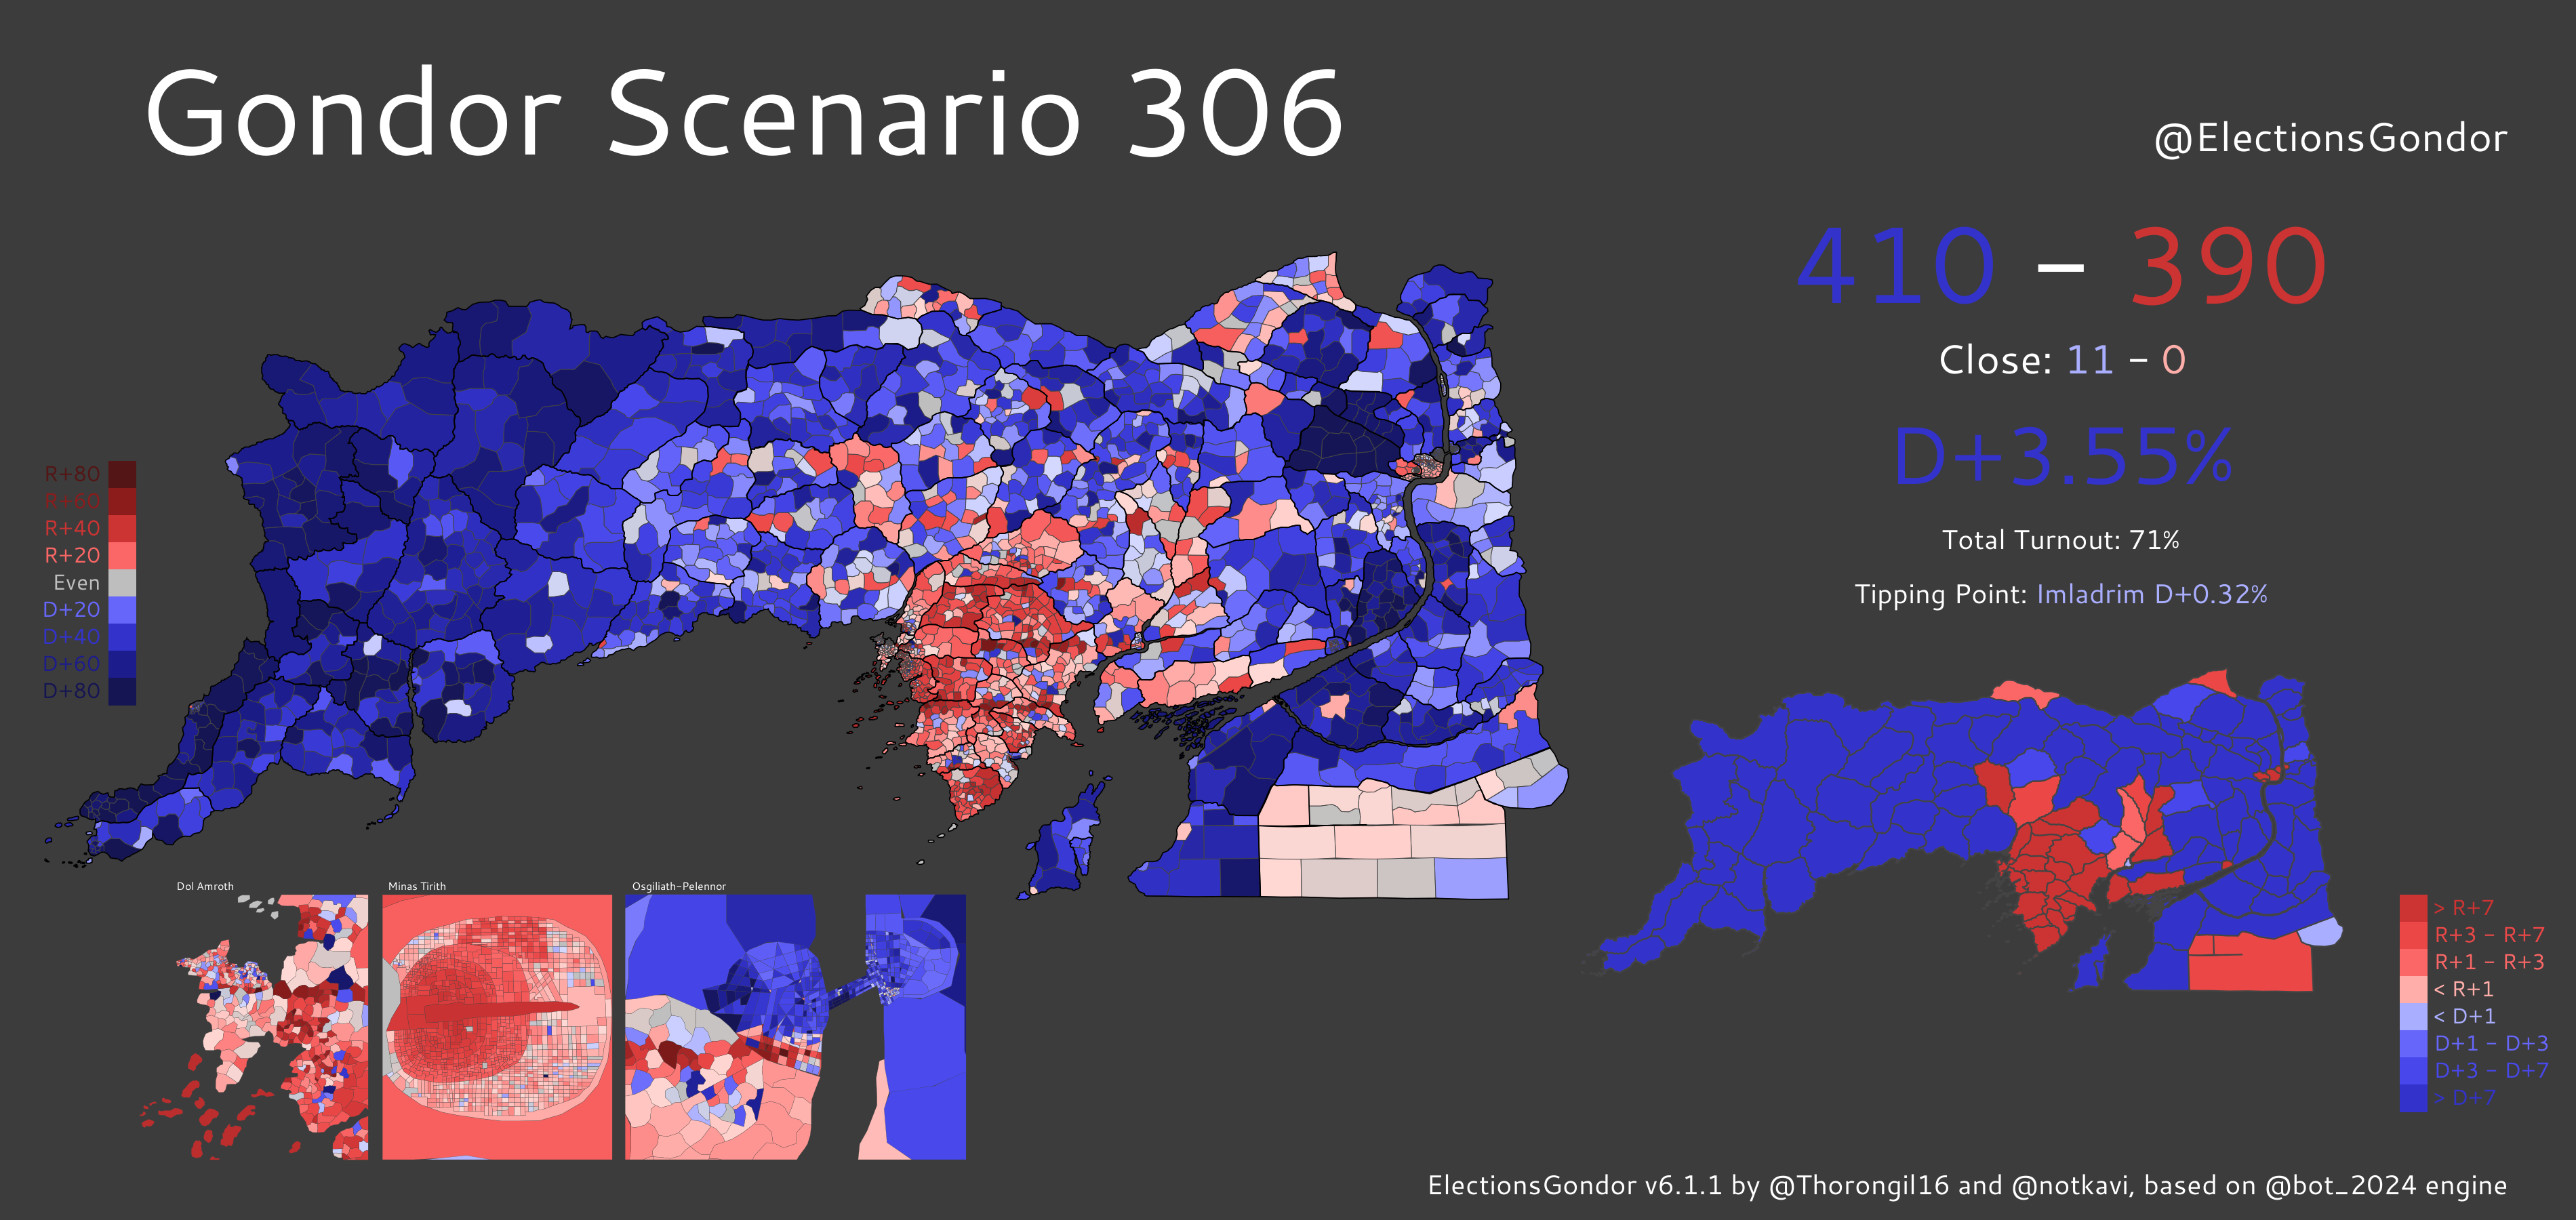 Gondor Scenario 306
@ElectionsGondor
410 – 390
Close: 11 - 0
D+3.55%
Total Turnout: 71%
Tipping Point: Imladrim D+0.32%
R+80
R+60
R+40
R+20
Even
D+20
D+40
D+60
D+80
Dol Amroth
Minas Tirith
Osgiliath-Pelennor
> R+7
R+3 - R+7
R+1 - R+3
< R+1
< D+1
D+1 - D+3
D+3 - D+7
> D+7
ElectionsGondor v6.1.1 by @Thorongil16 and @notkavi, based on @bot_2024 engine